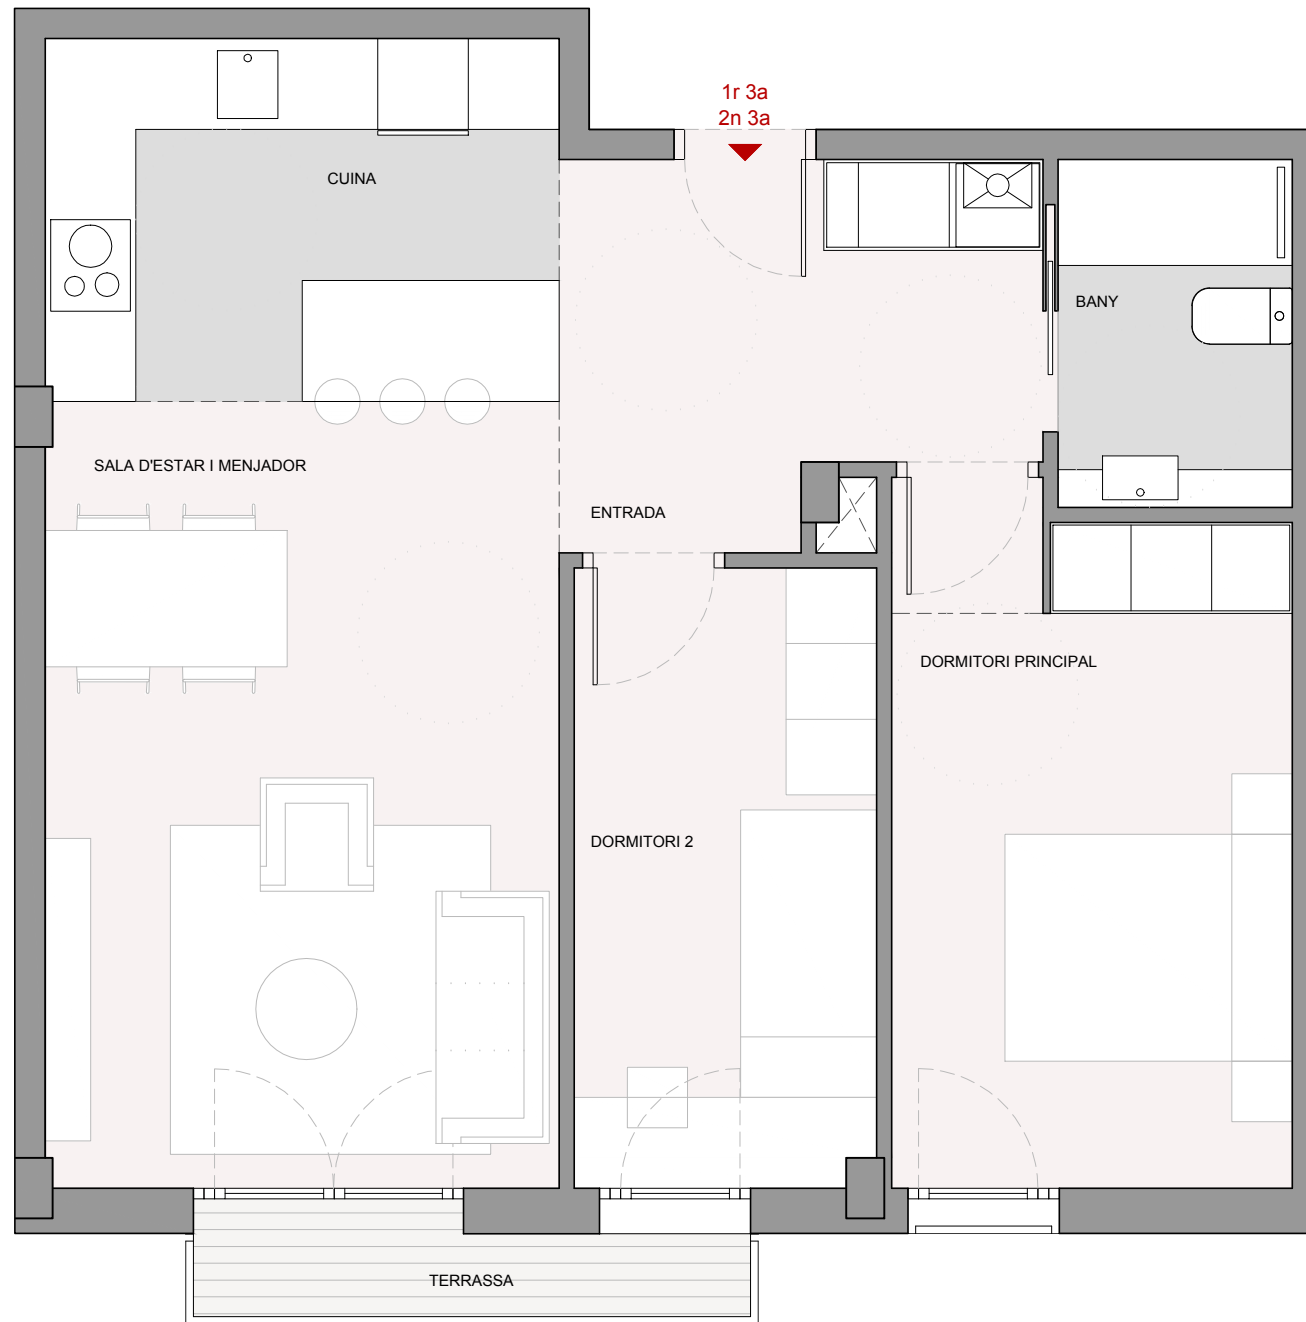 1r 3a
2n 3a
CUINA
BANY
SALA D'ESTAR I MENJADOR
ENTRADA
DORMITORI PRINCIPAL
DORMITORI 2
TERRASSA